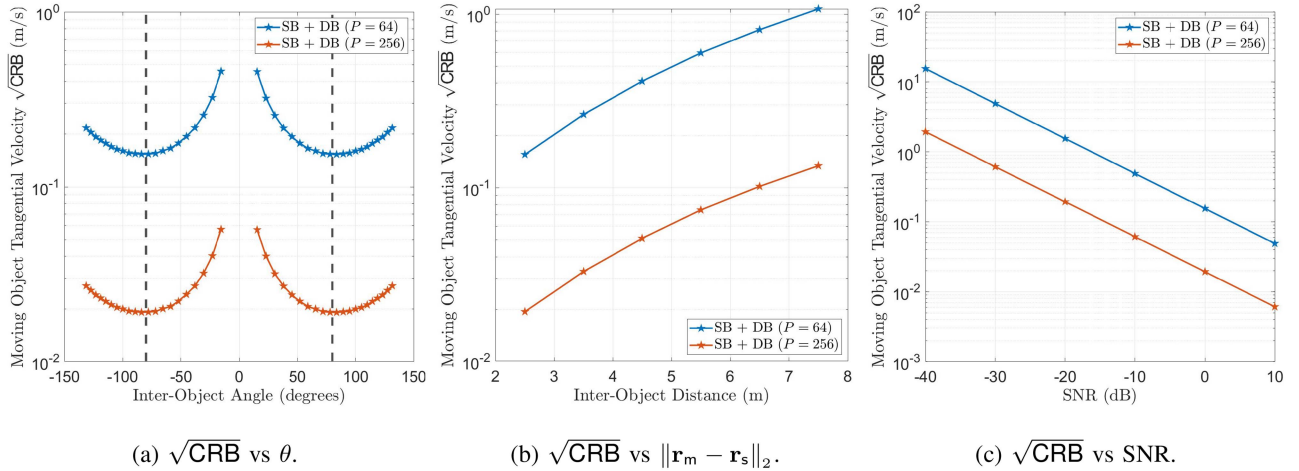 Moving Object Tangential Velocity √CRB (m/s)
10^0
10^-1
10^-2
-150 -100 -50 0 50 100 150
Inter-Object Angle (degrees)
SB + DB (P = 64)
SB + DB (P = 256)
(a) √CRB vs θ.
Moving Object Tangential Velocity √CRB (m/s)
10^0
10^-1
10^-2
2 3 4 5 6 7 8
Inter-Object Distance (m)
SB + DB (P = 64)
SB + DB (P = 256)
(b) √CRB vs ‖r_m − r_s‖_2.
Moving Object Tangential Velocity √CRB (m/s)
10^2
10^1
10^0
10^-1
10^-2
10^-3
-40 -30 -20 -10 0 10
SNR (dB)
SB + DB (P = 64)
SB + DB (P = 256)
(c) √CRB vs SNR.